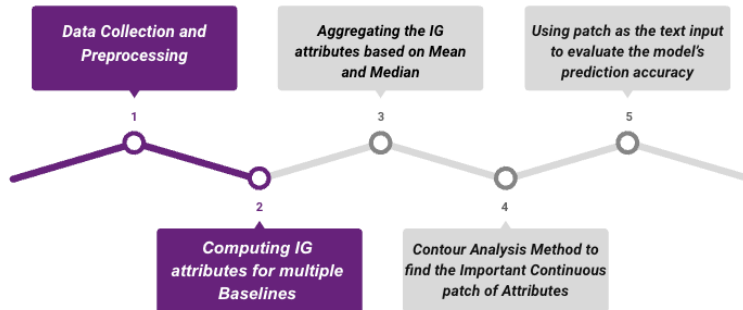 Data Collection and
Preprocessing
1
2
Computing IG
attributes for multiple
Baselines
Aggregating the IG
attributes based on Mean
and Median
3
4
Contour Analysis Method to
find the Important Continuous
patch of Attributes
Using patch as the text input
to evaluate the model's
prediction accuracy
5